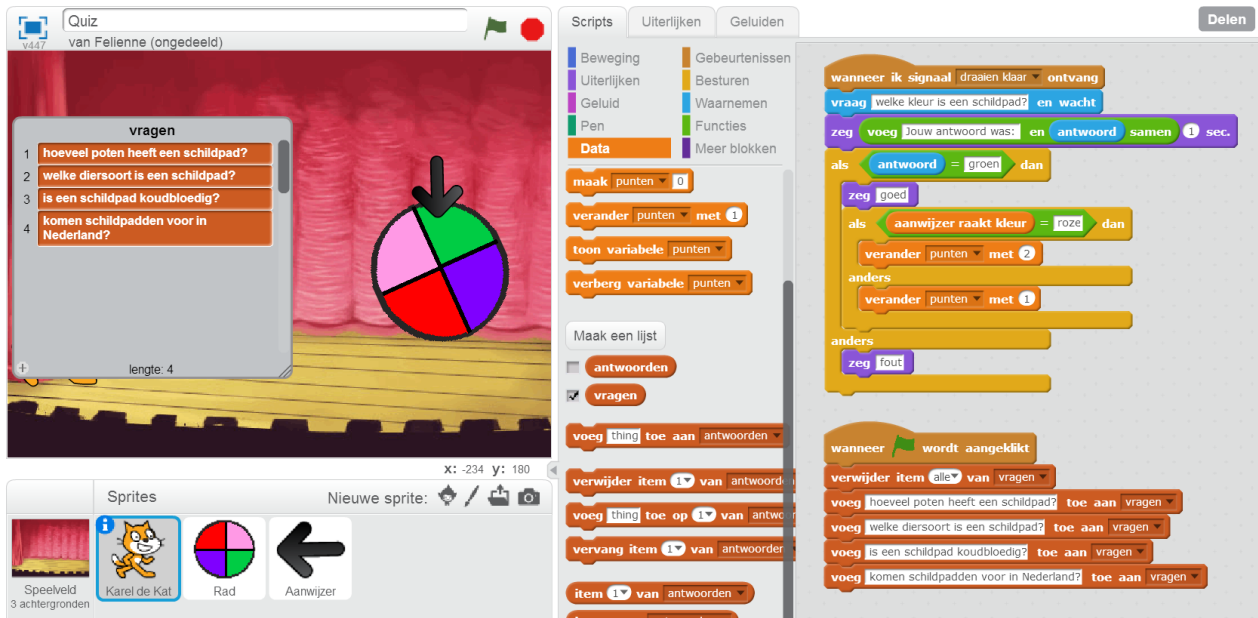 Quiz
v447
van Felienne (ongedeeld)
vragen
1 hoeveel poten heeft een schildpad?
2 welke diersoort is een schildpad?
3 is een schildpad koudbloedig?
4 komen schildpadden voor in
Nederland?
+ lengte: 4
x: -234 y: 180
Sprites
Nieuwe sprite:
Speelveld
3 achtergronden
Karel de Kat
Rad
Aanwijzer
Scripts
Uiterlijken
Geluiden
Delen
Beweging
Gebeurtenissen
Uiterlijken
Besturen
Geluid
Waarnemen
Pen
Functies
Data
Meer blokken
maak punten 0
verander punten met 1
toon variabele punten
verberg variabele punten
Maak een lijst
antwoorden
vragen
voeg thing toe aan antwoorden
verwijder item 1 van
voeg thing toe op 1 van
vervang item 1 van antwoorden
item 1 van antwoorden
wanneer ik signaal draaien klaar ontvang
vraag welke kleur is een schildpad? en wacht
zeg voeg Jouw antwoord was: en antwoord samen 1 sec.
als antwoord = groen dan
zeg goed
als aanwijzer raakt kleur = roze dan
verander punten met 2
anders
verander punten met 1
anders
zeg fout
wanneer wordt aangeklikt
verwijder item alle van vragen
voeg hoeveel poten heeft een schildpad? toe aan vragen
voeg welke diersoort is een schildpad? toe aan vragen
voeg is een schildpad koudbloedig? toe aan vragen
voeg komen schildpadden voor in Nederland? toe aan vragen